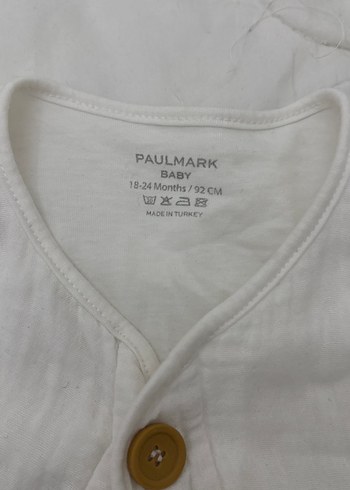 PAULMARK
BABY
18-24 Months / 92 CM
MADE IN TURKEY